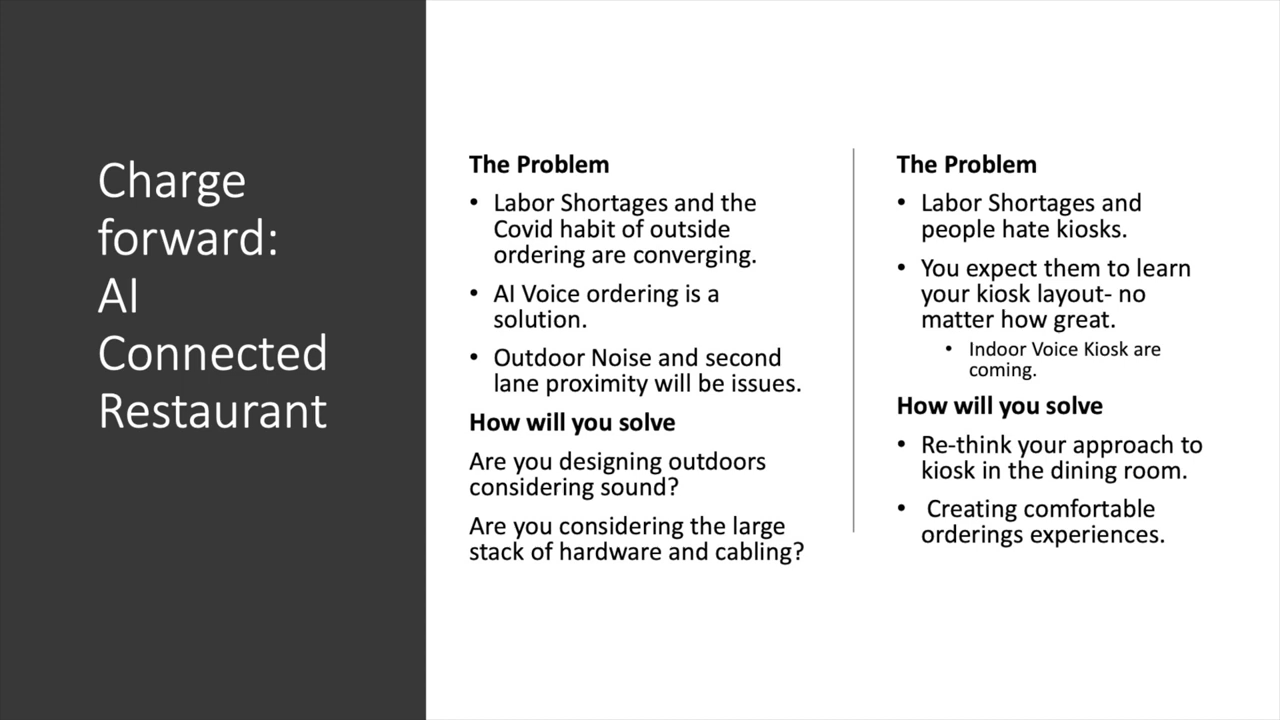 Charge
forward:
AI
Connected
Restaurant
The Problem
• Labor Shortages and the
Covid habit of outside
ordering are converging.
• AI Voice ordering is a
solution.
• Outdoor Noise and second
lane proximity will be issues.
How will you solve
Are you designing outdoors
considering sound?
Are you considering the large
stack of hardware and cabling?
The Problem
• Labor Shortages and
people hate kiosks.
• You expect them to learn
your kiosk layout- no
matter how great.
• Indoor Voice Kiosk are
coming.
How will you solve
• Re-think your approach to
kiosk in the dining room.
• Creating comfortable
orderings experiences.